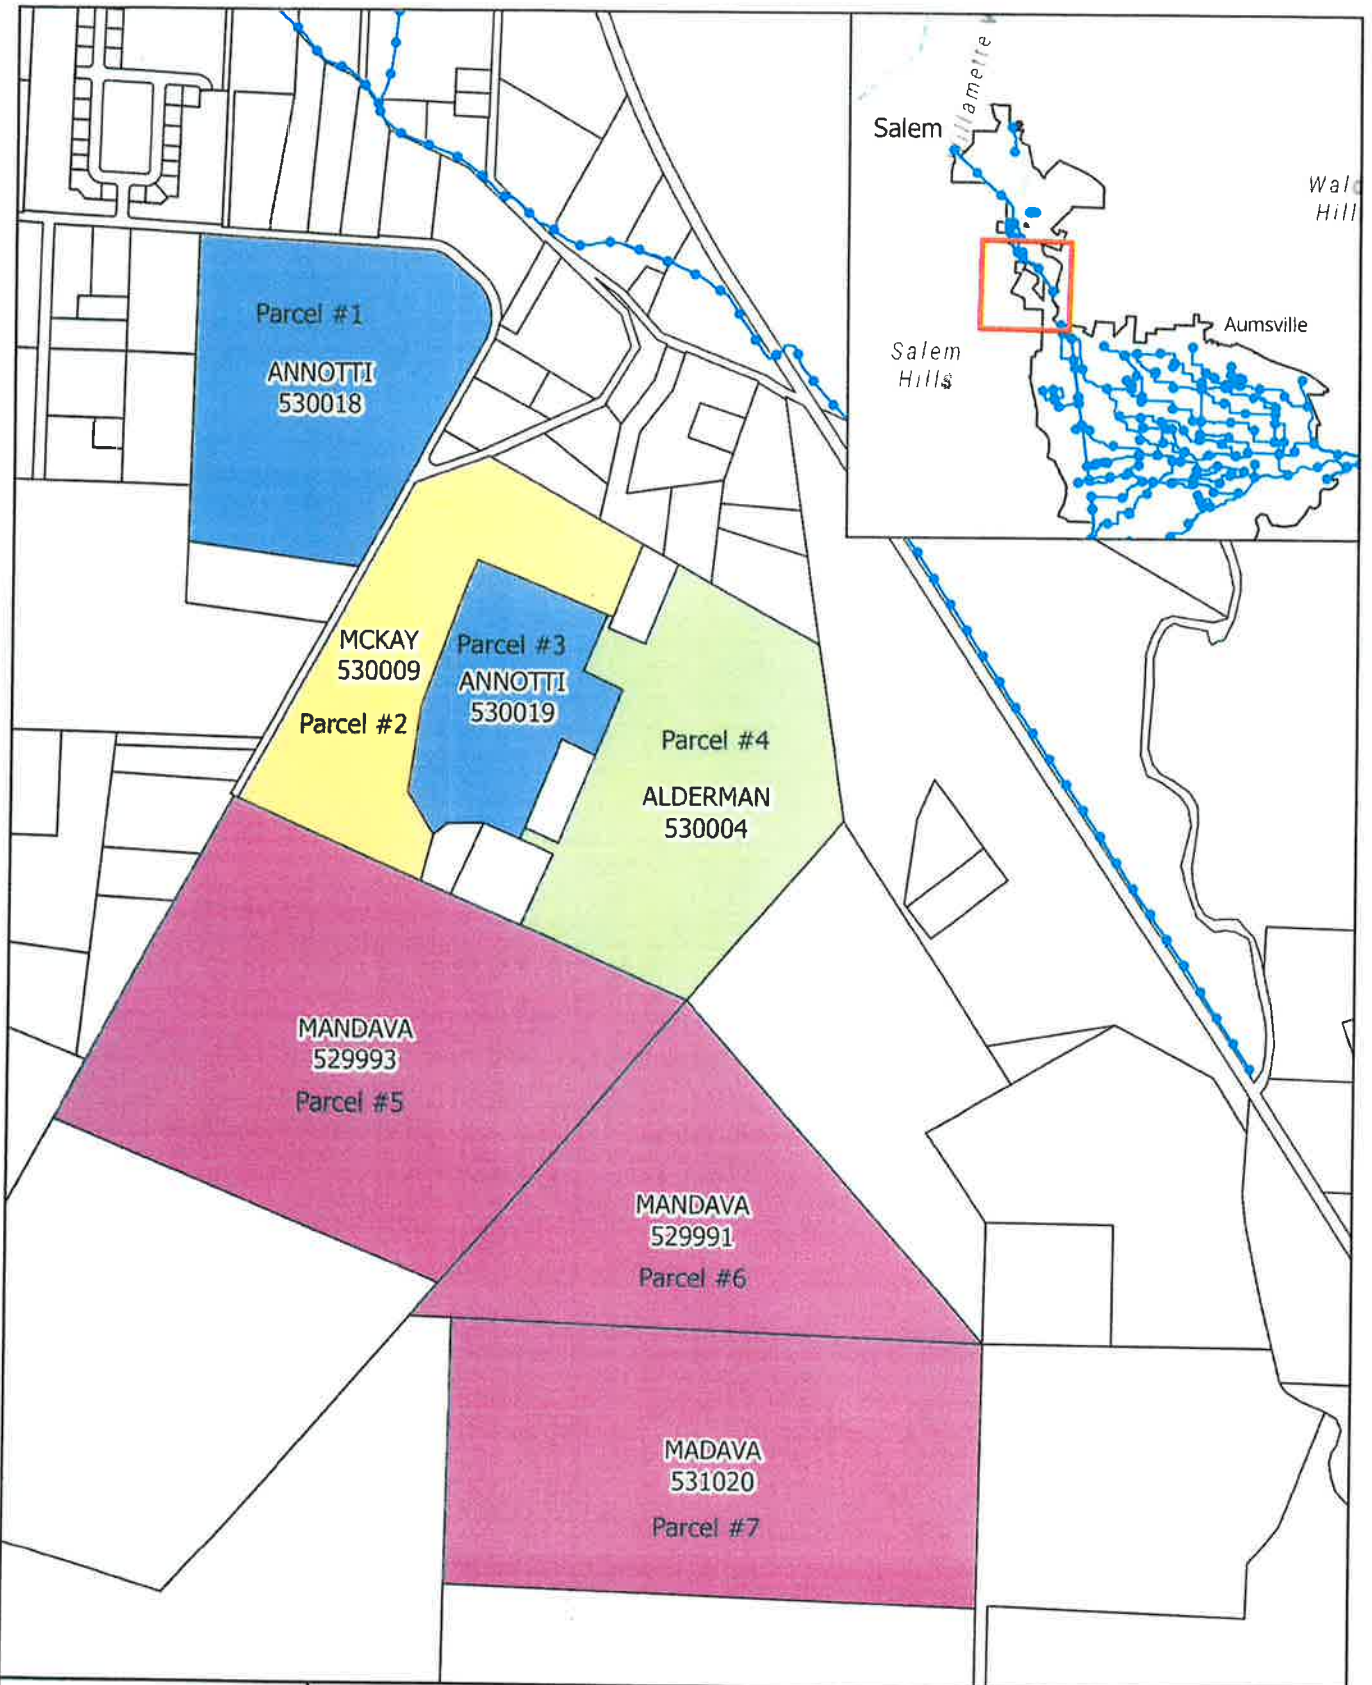 Willamette
Salem
Salem
Hills
Aumsville
Parcel #1
ANNOTTI
530018
MCKAY
530009
Parcel #2
Parcel #3
ANNOTTI
530019
Parcel #4
ALDERMAN
530004
MANDAVA
529993
Parcel #5
MANDAVA
529991
Parcel #6
MADAVA
531020
Parcel #7